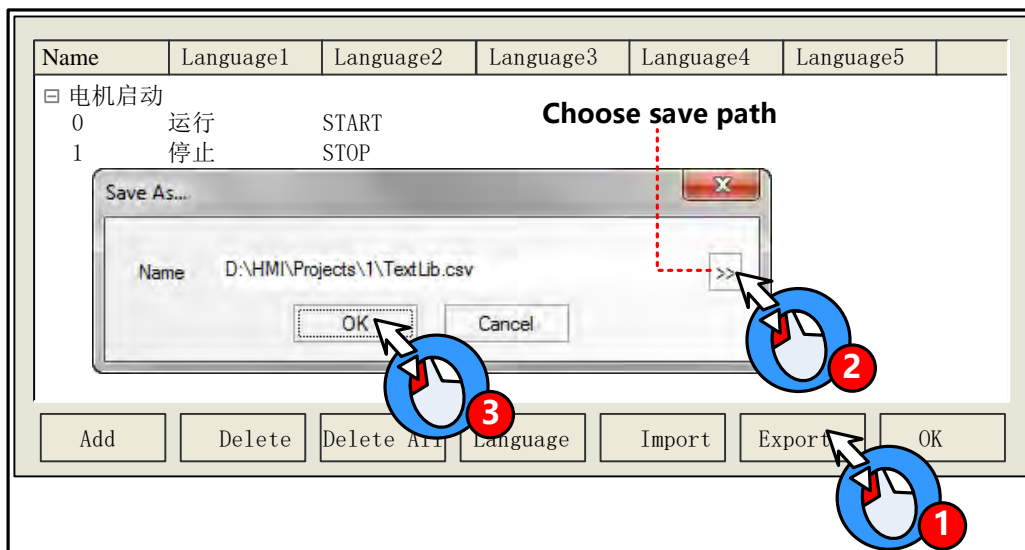 Name Language1 Language2 Language3 Language4 Language5
⊟ 电机启动
0 运行 START
1 停止 STOP
Choose save path
Save As...
Name D:\HMI\Projects\1\TextLib.csv >>
OK Cancel
2
3
Add Delete Delete All Language Import Export OK
1